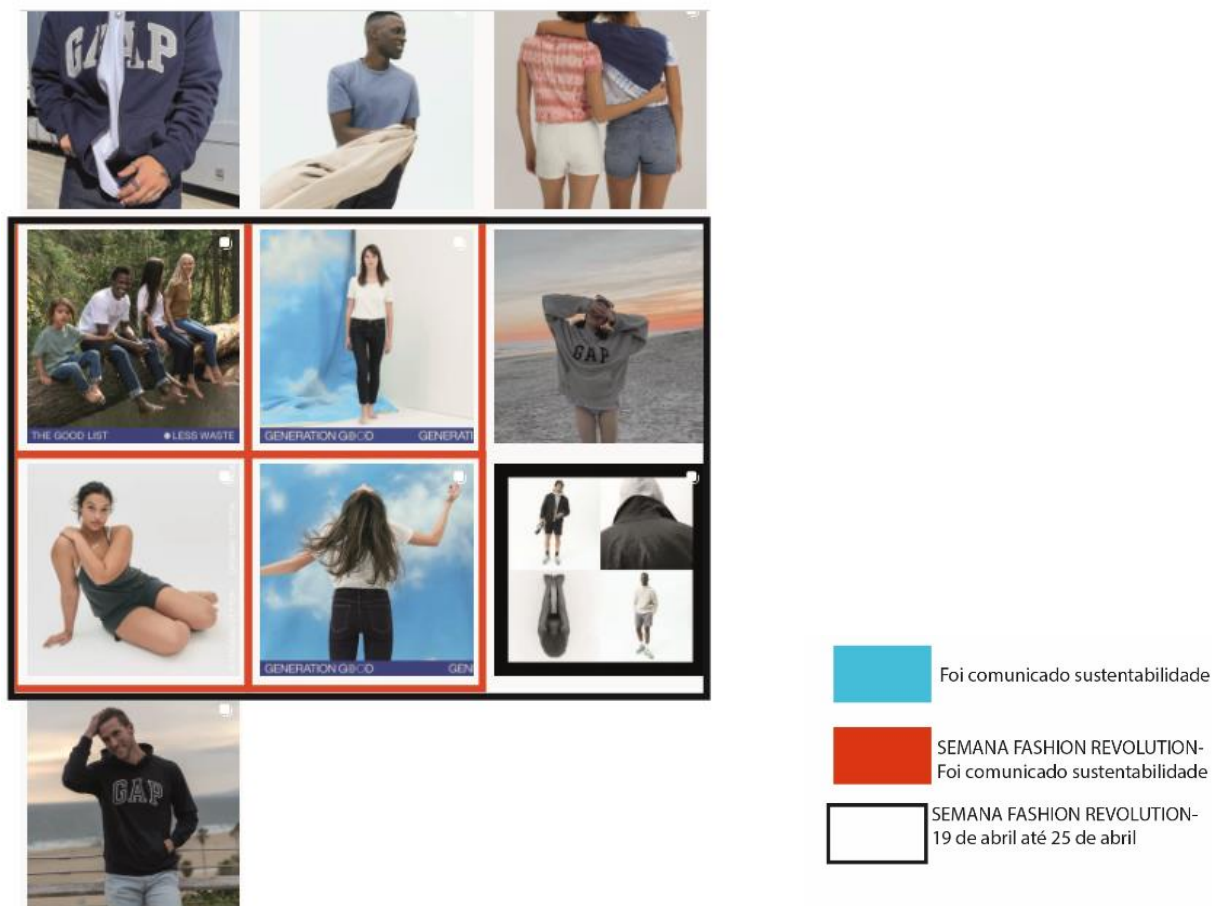 GAP
THE GOOD LIST
LESS WASTE
GENERATION GOOD
GENERATI
GAP
GENERATION GOOD
GEN
GAP
Foi comunicado sustentabilidade
SEMANA FASHION REVOLUTION-
Foi comunicado sustentabilidade
SEMANA FASHION REVOLUTION-
19 de abril até 25 de abril